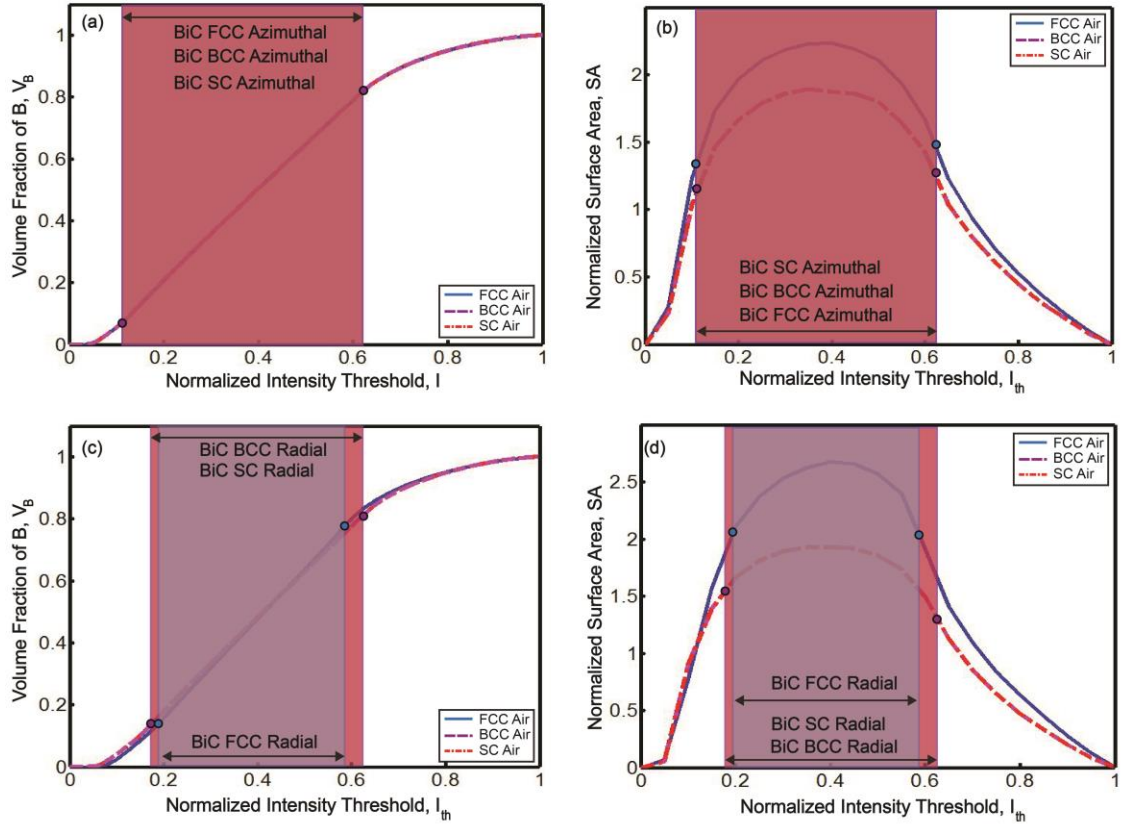 (a)
BiC FCC Azimuthal
BiC BCC Azimuthal
BiC SC Azimuthal
Volume Fraction of B, V_B
1
0.8
0.6
0.4
0.2
0
FCC Air
BCC Air
SC Air
0 0.2 0.4 0.6 0.8 1
Normalized Intensity Threshold, I
(b)
FCC Air
BCC Air
SC Air
Normalized Surface Area, SA
2
1.5
1
0.5
0
BiC SC Azimuthal
BiC BCC Azimuthal
BiC FCC Azimuthal
0 0.2 0.4 0.6 0.8 1
Normalized Intensity Threshold, I_th
(c)
BiC BCC Radial
BiC SC Radial
Volume Fraction of B, V_B
1
0.8
0.6
0.4
0.2
0
BiC FCC Radial
FCC Air
BCC Air
SC Air
0 0.2 0.4 0.6 0.8 1
Normalized Intensity Threshold, I_th
(d)
FCC Air
BCC Air
SC Air
Normalized Surface Area, SA
2.5
2
1.5
1
0.5
0
BiC FCC Radial
BiC SC Radial
BiC BCC Radial
0 0.2 0.4 0.6 0.8 1
Normalized Intensity Threshold, I_th